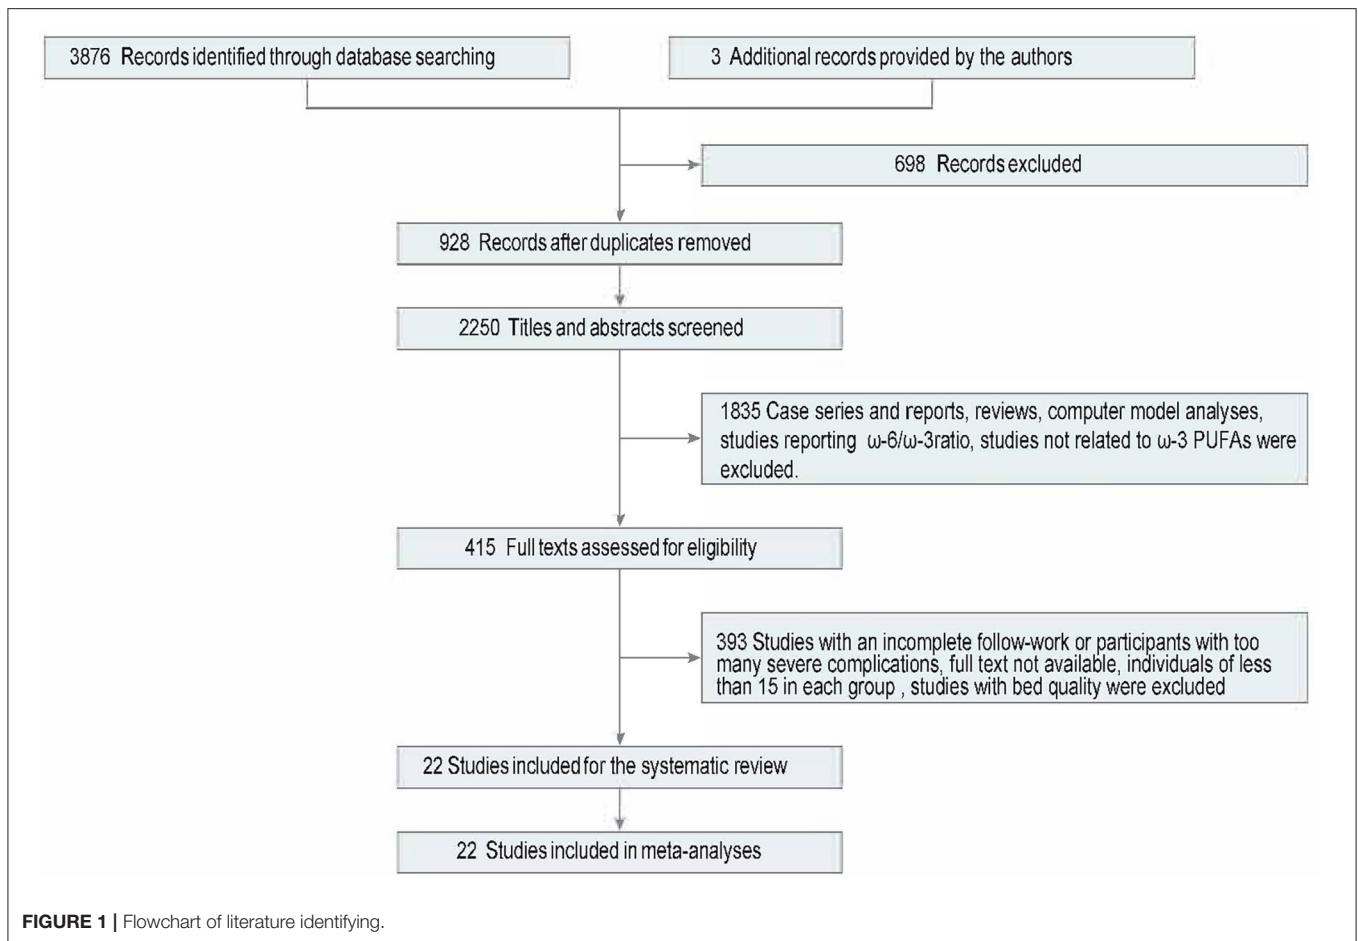 3876 Records identified through database searching
3 Additional records provided by the authors
698 Records excluded
928 Records after duplicates removed
2250 Titles and abstracts screened
1835 Case series and reports, reviews, computer model analyses,
studies reporting ω-6/ω-3ratio, studies not related to ω-3 PUFAs were
excluded.
415 Full texts assessed for eligibility
393 Studies with an incomplete follow-work or participants with too
many severe complications, full text not available, individuals of less
than 15 in each group , studies with bed quality were excluded
22 Studies included for the systematic review
22 Studies included in meta-analyses
FIGURE 1 | Flowchart of literature identifying.